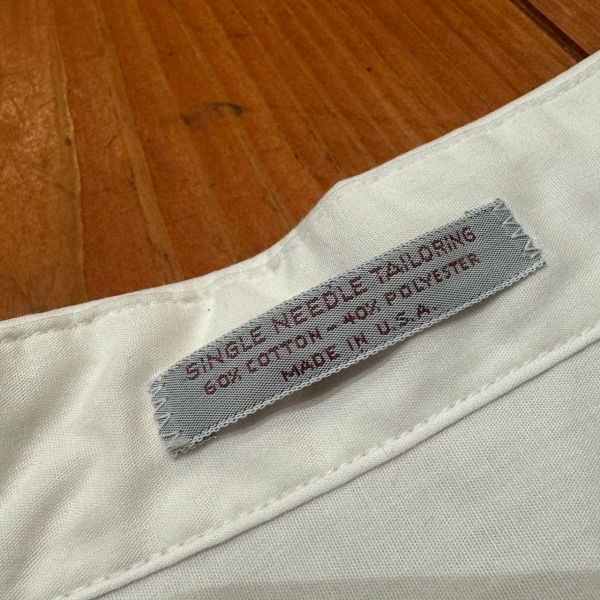 SINGLE NEEDLE TAILORING
60% COTTON - 40% POLYESTER
MADE IN U.S.A